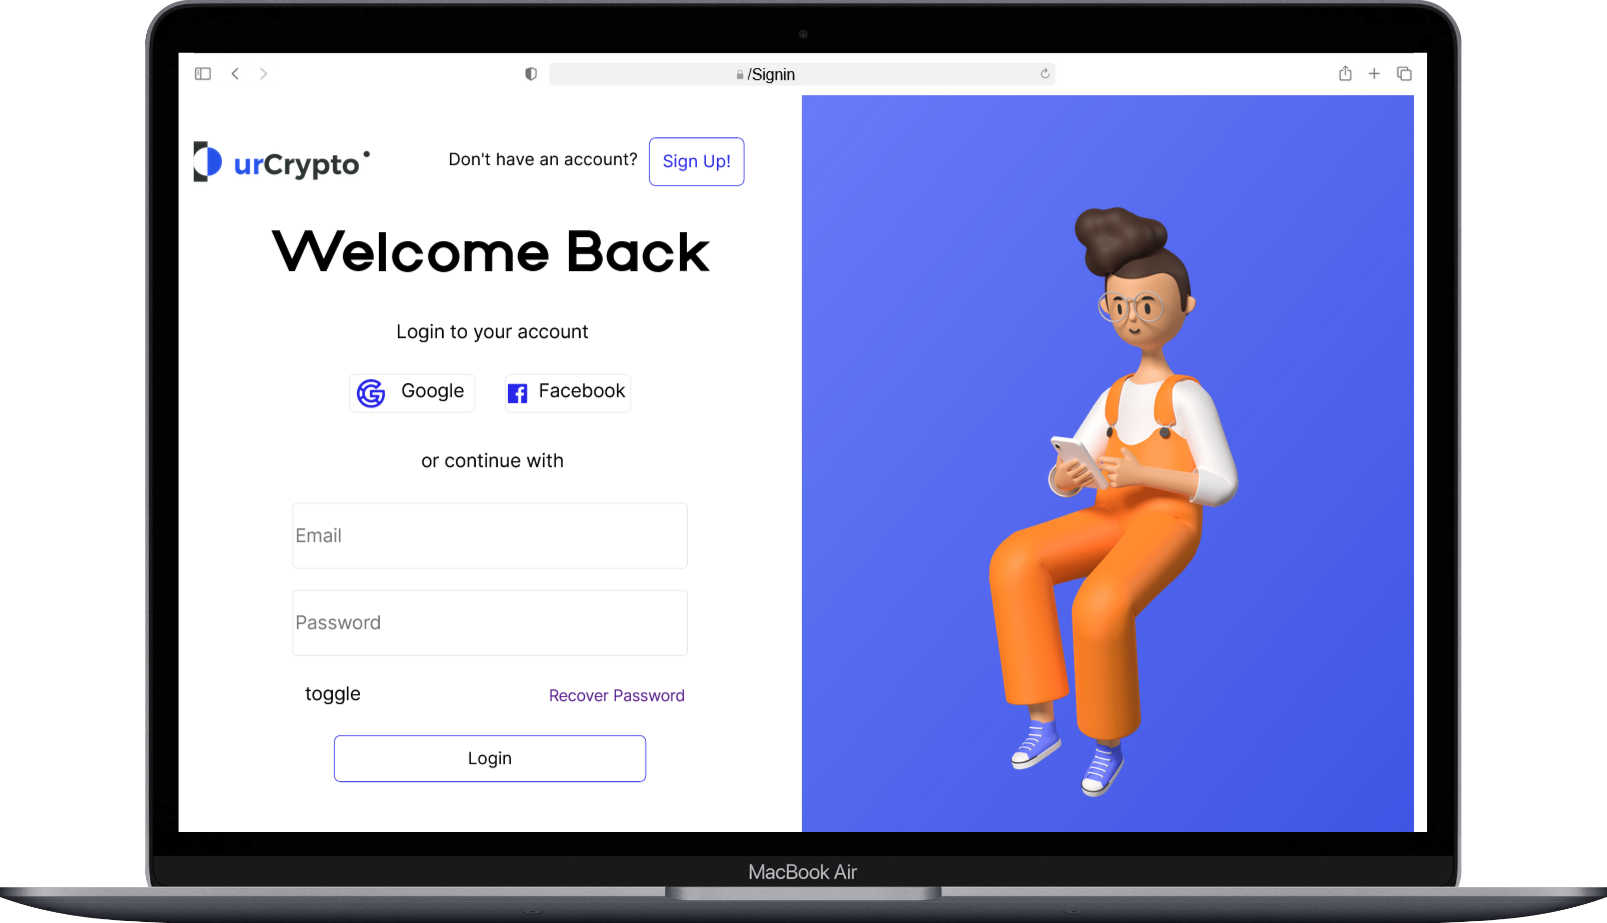 /Signin
urCrypto
Don't have an account?
Sign Up!
Welcome Back
Login to your account
Google
Facebook
or continue with
Email
Password
toggle
Recover Password
Login
MacBook Air